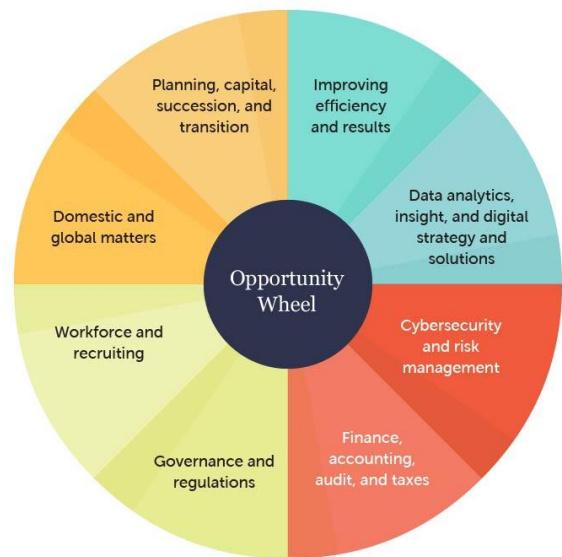 Planning, capital,
succession, and
transition
Improving
efficiency
and results
Domestic and
global matters
Data analytics,
insight, and digital
strategy and
solutions
Opportunity
Wheel
Workforce and
recruiting
Cybersecurity
and risk
management
Governance and
regulations
Finance,
accounting,
audit, and taxes